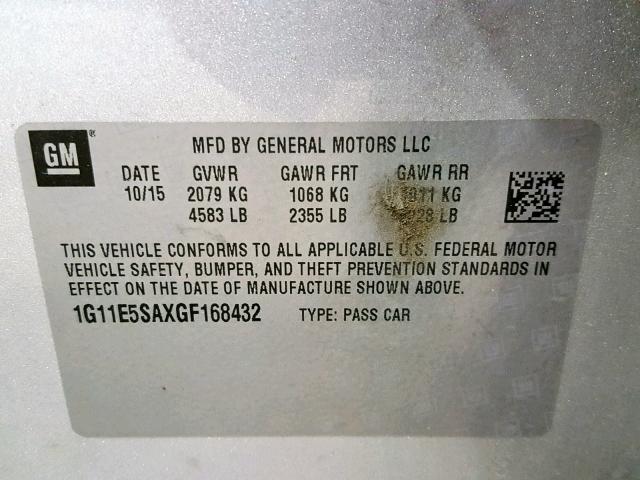 GM ®
MFD BY GENERAL MOTORS LLC
DATE GVWR GAWR FRT GAWR RR
10/15 2079 KG 1068 KG KG
4583 LB 2355 LB LB
THIS VEHICLE CONFORMS TO ALL APPLICABLE U.S. FEDERAL MOTOR
VEHICLE SAFETY, BUMPER, AND THEFT PREVENTION STANDARDS IN
EFFECT ON THE DATE OF MANUFACTURE SHOWN ABOVE.
1G11E5SAXGF168432 TYPE: PASS CAR